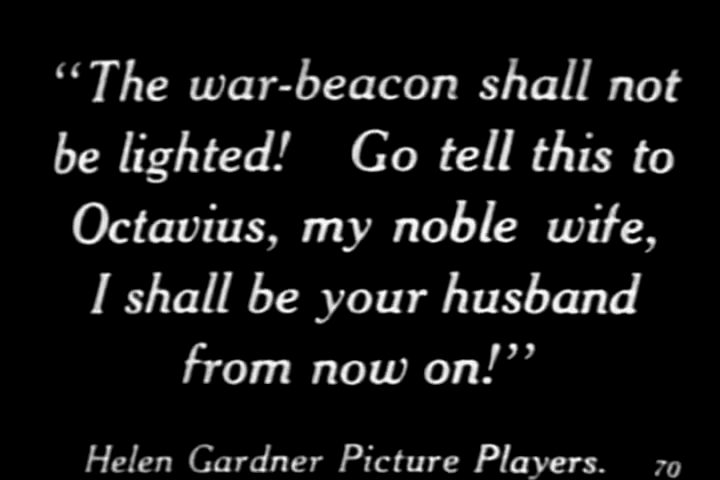 “The war-beacon shall not
be lighted! Go tell this to
Octavius, my noble wife,
I shall be your husband
from now on!”
Helen Gardner Picture Players. 70